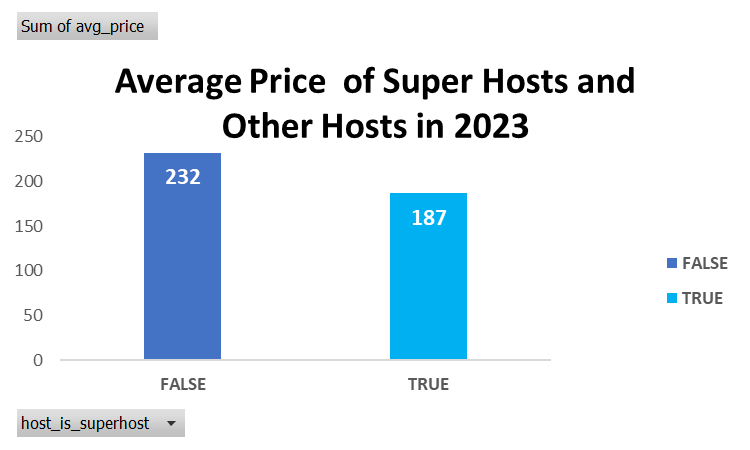 Sum of avg_price
Average Price of Super Hosts and
Other Hosts in 2023
250
200
150
100
50
0
232
187
FALSE
TRUE
FALSE
TRUE
host_is_superhost